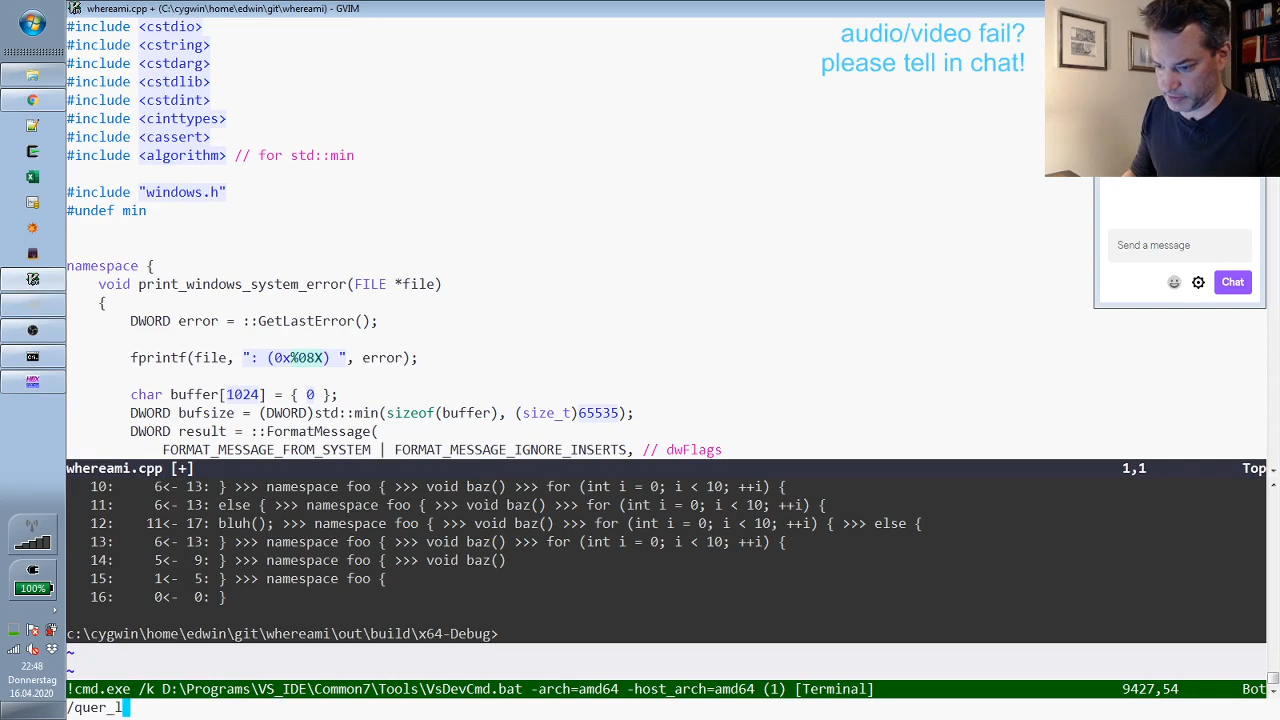 whereami.cpp + (C:\cygwin\home\edwin\git\whereami) - GVIM
#include <cstdio>
#include <cstring>
#include <cstdarg>
#include <cstdlib>
#include <cstdint>
#include <cinttypes>
#include <cassert>
#include <algorithm> // for std::min
#include "windows.h"
#undef min
namespace {
void print_windows_system_error(FILE *file)
{
DWORD error = ::GetLastError();
fprintf(file, ": (0x%08X) ", error);
char buffer[1024] = { 0 };
DWORD bufsize = (DWORD)std::min(sizeof(buffer), (size_t)65535);
DWORD result = ::FormatMessage(
FORMAT_MESSAGE_FROM_SYSTEM | FORMAT_MESSAGE_IGNORE_INSERTS, // dwFlags
audio/video fail?
please tell in chat!
Send a message
Chat
whereami.cpp [+] 1,1 Top
10: 6<- 13: } >>> namespace foo { >>> void baz() >>> for (int i = 0; i < 10; ++i) {
11: 6<- 13: else { >>> namespace foo { >>> void baz() >>> for (int i = 0; i < 10; ++i) {
12: 11<- 17: bluh(); >>> namespace foo { >>> void baz() >>> for (int i = 0; i < 10; ++i) { >>> else {
13: 6<- 13: } >>> namespace foo { >>> void baz() >>> for (int i = 0; i < 10; ++i) {
14: 5<- 9: } >>> namespace foo { >>> void baz()
15: 1<- 5: } >>> namespace foo {
16: 0<- 0: }
c:\cygwin\home\edwin\git\whereami\out\build\x64-Debug>
~
~
!cmd.exe /k D:\Programs\VS_IDE\Common7\Tools\VsDevCmd.bat -arch=amd64 -host_arch=amd64 (1) [Terminal] 9427,54 Bot
/quer_l
100%
22:48
Donnerstag
16.04.2020